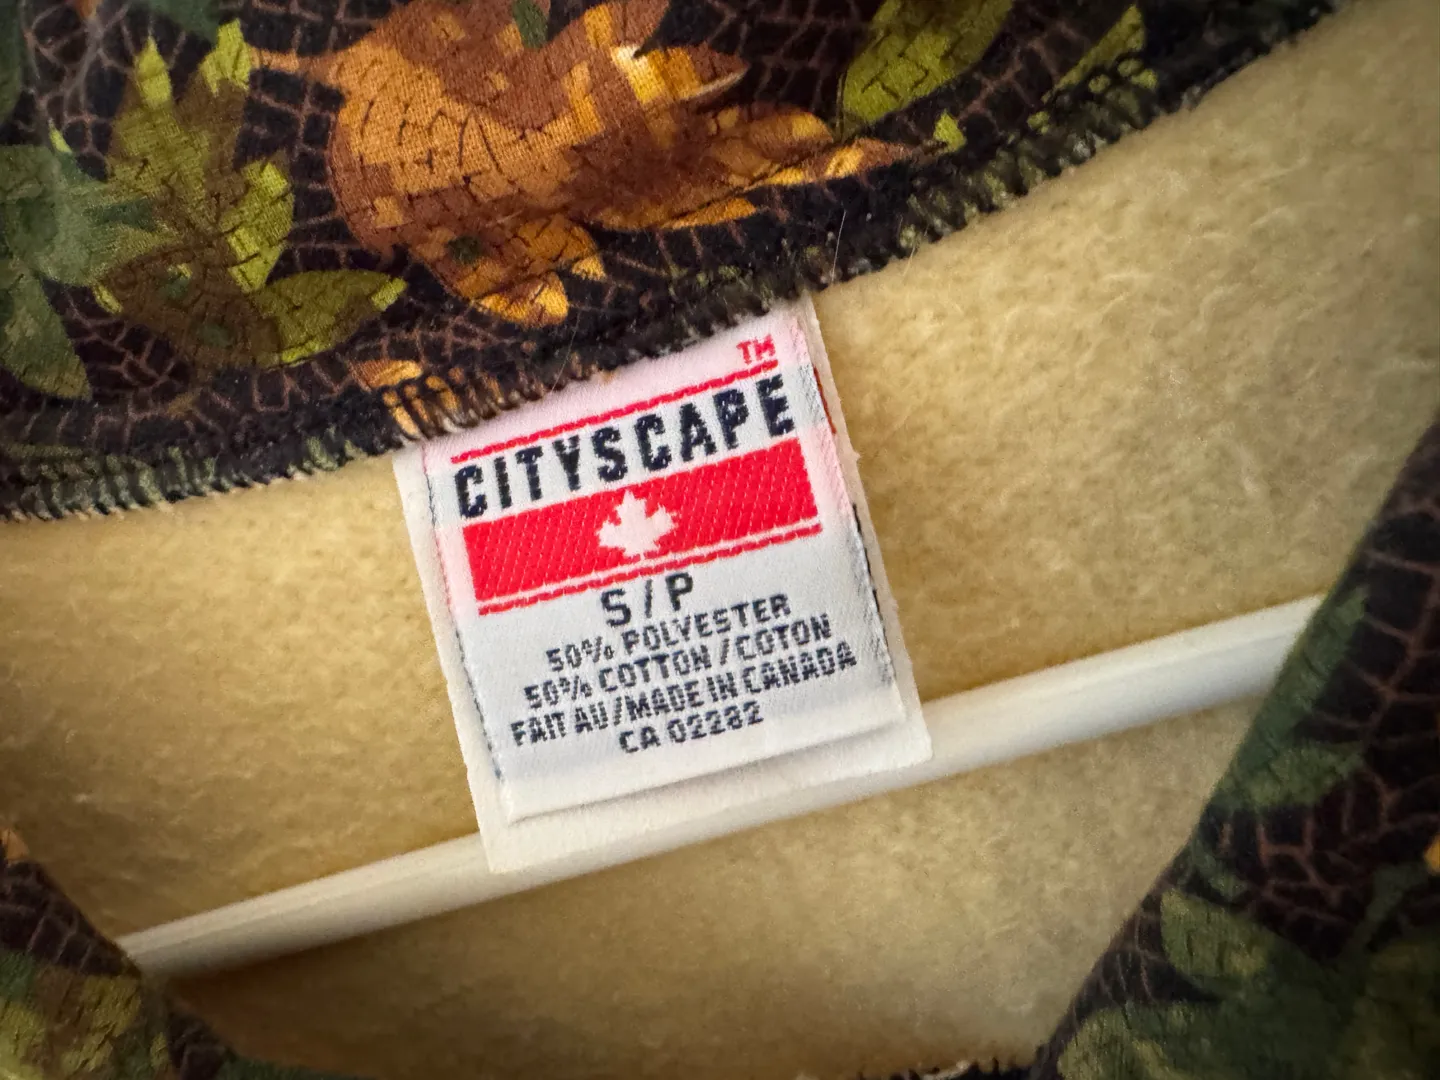 TM
CITYSCAPE
S/P
50% POLYESTER
50% COTTON/COTON
FAIT AU/MADE IN CANADA
CA 02282